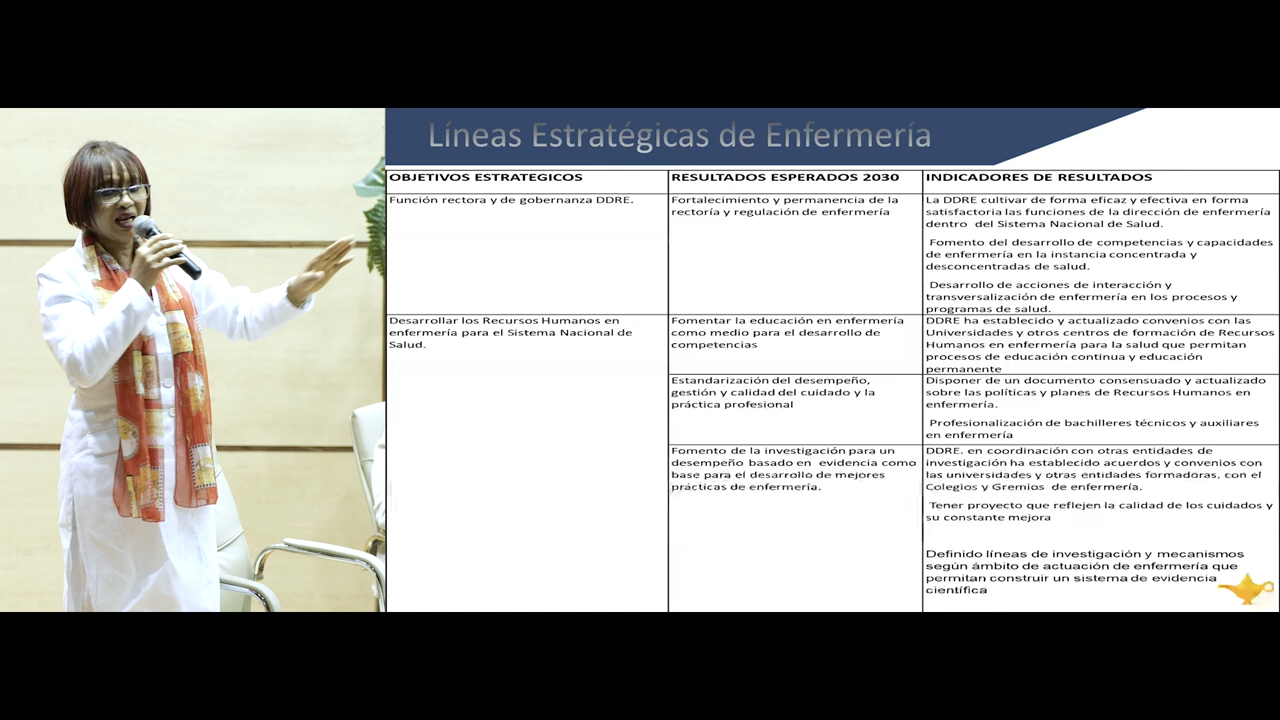 Líneas Estratégicas de Enfermería
OBJETIVOS ESTRATEGICOS
RESULTADOS ESPERADOS 2030
INDICADORES DE RESULTADOS
Función rectora y de gobernanza DDRE.
Fortalecimiento y permanencia de la
rectoría y regulación de enfermería
La DDRE cultivar de forma eficaz y efectiva en forma
satisfactoria las funciones de la dirección de enfermería
dentro del Sistema Nacional de Salud.
Fomento del desarrollo de competencias y capacidades
de enfermería en la instancia concentrada y
desconcentradas de salud.
Desarrollo de acciones de interacción y
transversalización de enfermería en los procesos y
programas de salud.
Desarrollar los Recursos Humanos en
enfermería para el Sistema Nacional de
Salud.
Fomentar la educación en enfermería
como medio para el desarrollo de
competencias
DDRE ha establecido y actualizado convenios con las
Universidades y otros centros de formación de Recursos
Humanos en enfermería para la salud que permitan
procesos de educación continua y educación
permanente
Estandarización del desempeño,
gestión y calidad del cuidado y la
práctica profesional
Disponer de un documento consensuado y actualizado
sobre las políticas y planes de Recursos Humanos en
enfermería.
Profesionalización de bachilleres técnicos y auxiliares
en enfermería
Fomento de la investigación para un
desempeño basado en evidencia como
base para el desarrollo de mejores
prácticas de enfermería.
DDRE. en coordinación con otras entidades de
investigación ha establecido acuerdos y convenios con
las universidades y otras entidades formadoras, con el
Colegios y Gremios de enfermería.
Tener proyecto que reflejen la calidad de los cuidados y
su constante mejora
Definido líneas de investigación y mecanismos
según ámbito de actuación de enfermería que
permitan construir un sistema de evidencia
científica